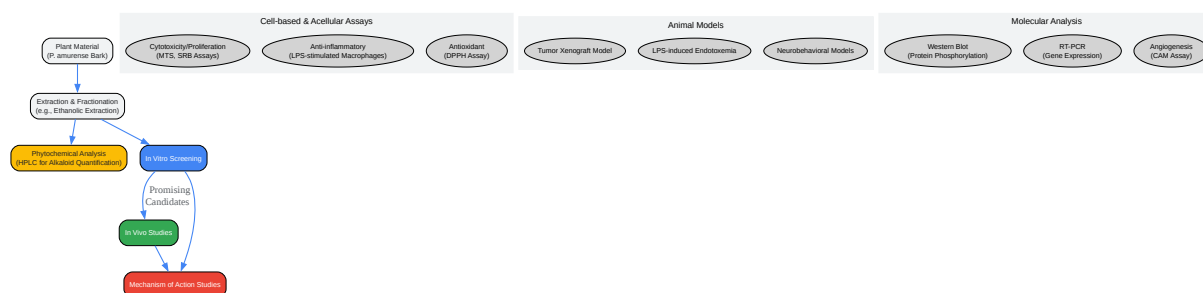 Cell-based & Acellular Assays
Animal Models
Molecular Analysis
Plant Material
(P. amurense Bark)
Cytotoxicity/Proliferation
(MTS, SRB Assays)
Anti-inflammatory
(LPS-stimulated Macrophages)
Antioxidant
(DPPH Assay)
Tumor Xenograft Model
LPS-induced Endotoxemia
Neurobehavioral Models
Western Blot
(Protein Phosphorylation)
RT-PCR
(Gene Expression)
Angiogenesis
(CAM Assay)
Extraction & Fractionation
(e.g., Ethanolic Extraction)
Phytochemical Analysis
(HPLC for Alkaloid Quantification)
In Vitro Screening
Promising
Candidates
In Vivo Studies
Mechanism of Action Studies